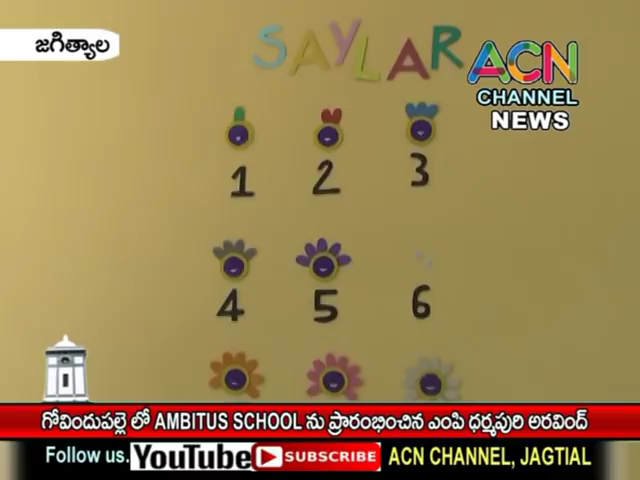 జగిత్యాల
SAYLAR
ACN
CHANNEL
NEWS
1 2 3
4 5 6
గోవిందుపల్లె లో AMBITUS SCHOOL ను ప్రారంభించిన ఎంపి ధర్మపురి అరవింద్
Follow us. YouTube SUBSCRIBE ACN CHANNEL, JAGTIAL